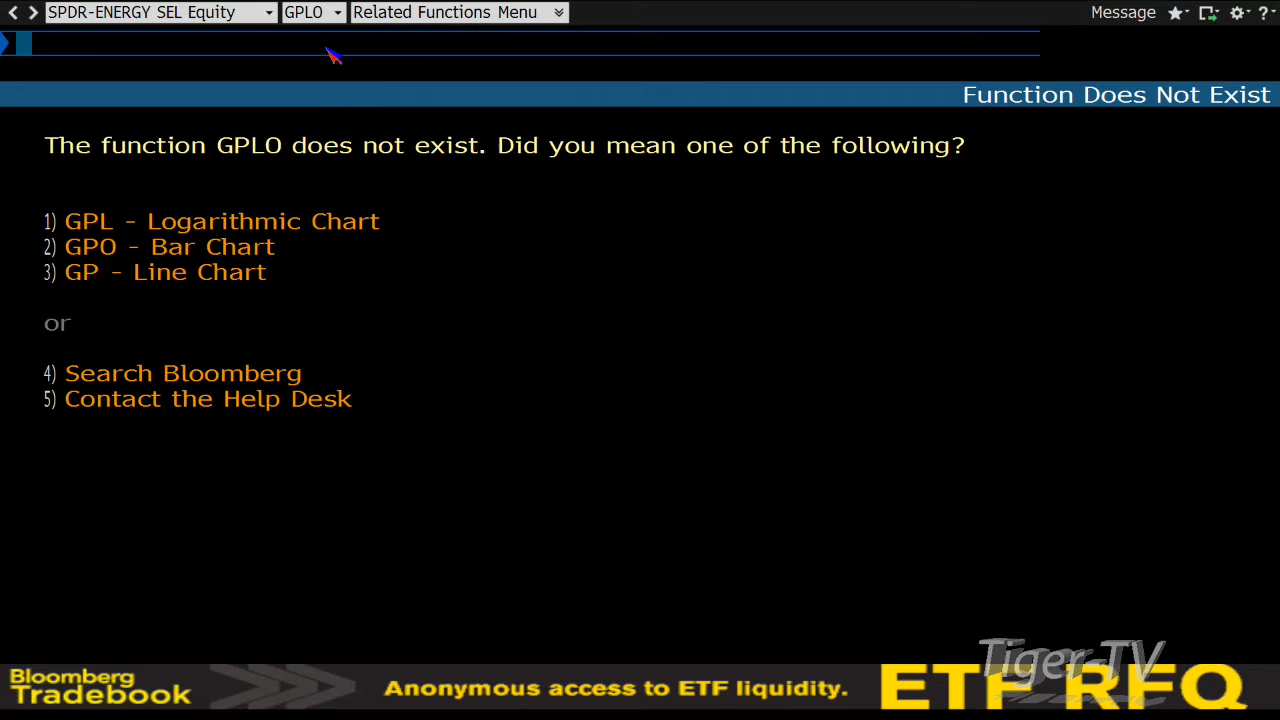 SPDR-ENERGY SEL Equity GPLO Related Functions Menu Message ?
Function Does Not Exist
The function GPLO does not exist. Did you mean one of the following?
1) GPL - Logarithmic Chart
2) GPO - Bar Chart
3) GP - Line Chart
or
4) Search Bloomberg
5) Contact the Help Desk
Tiger-TV
Bloomberg
Tradebook
Anonymous access to ETF liquidity.
ETF RFQ